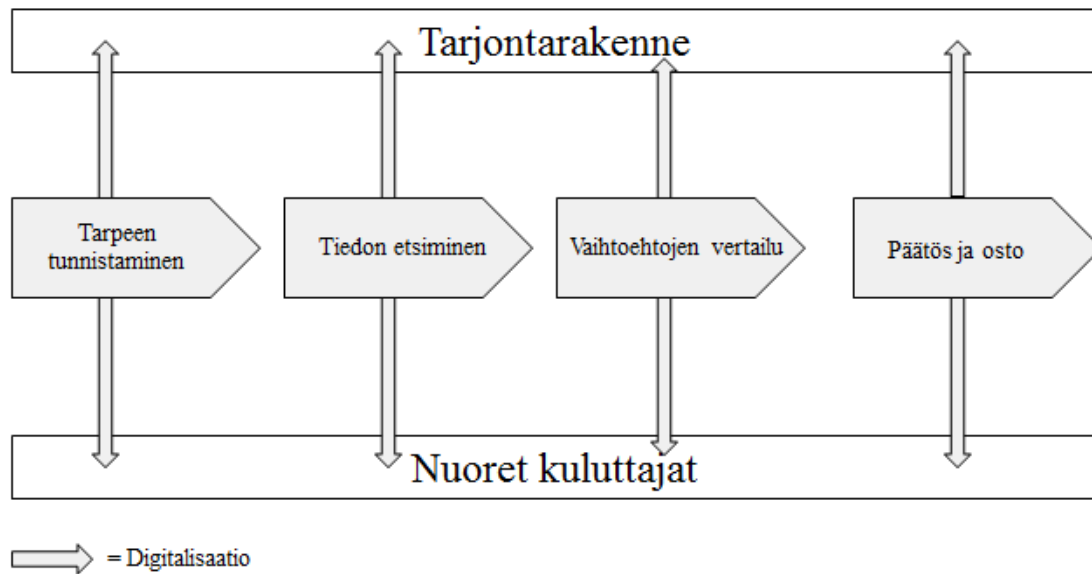 Tarjontarakenne
Tarpeen
tunnistaminen
Tiedon etsiminen
Vaihtoehtojen vertailu
Päätös ja osto
Nuoret kuluttajat
= Digitalisaatio